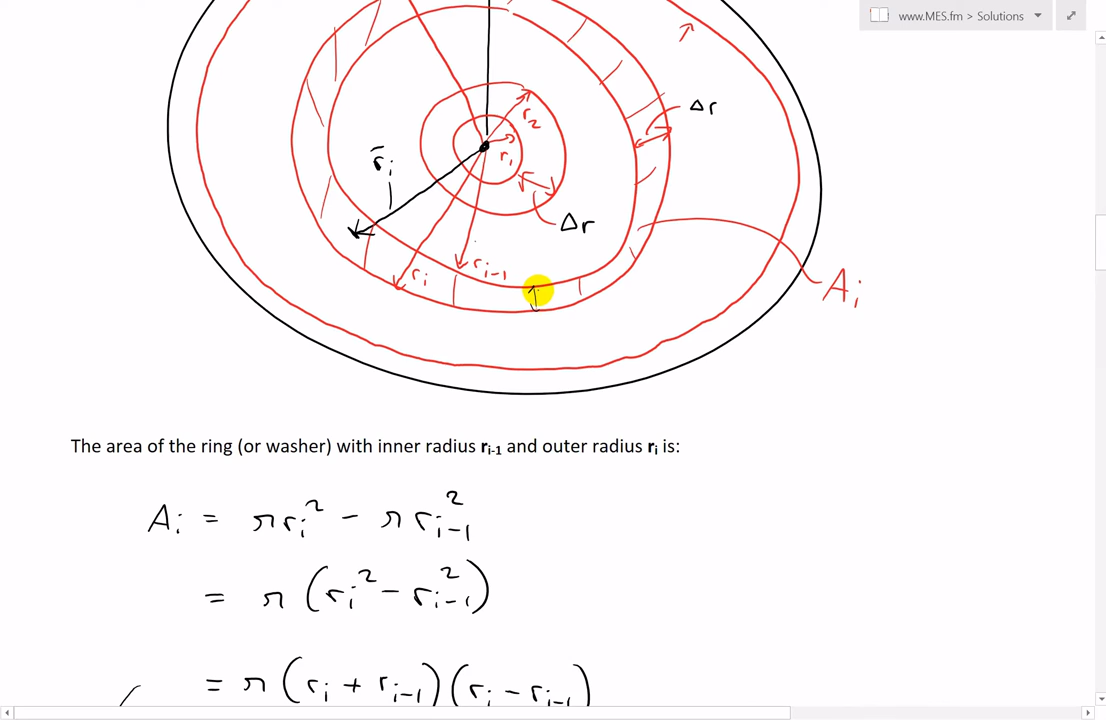 www.MES.fm > Solutions
Δr
r₂
r₁
r̄ᵢ
Δr
rᵢ₋₁
rᵢ
Aᵢ
The area of the ring (or washer) with inner radius rᵢ₋₁ and outer radius rᵢ is:
Aᵢ = πrᵢ² − πrᵢ₋₁²
= π(rᵢ² − rᵢ₋₁²)
= π(rᵢ + rᵢ₋₁)(rᵢ − rᵢ₋₁)